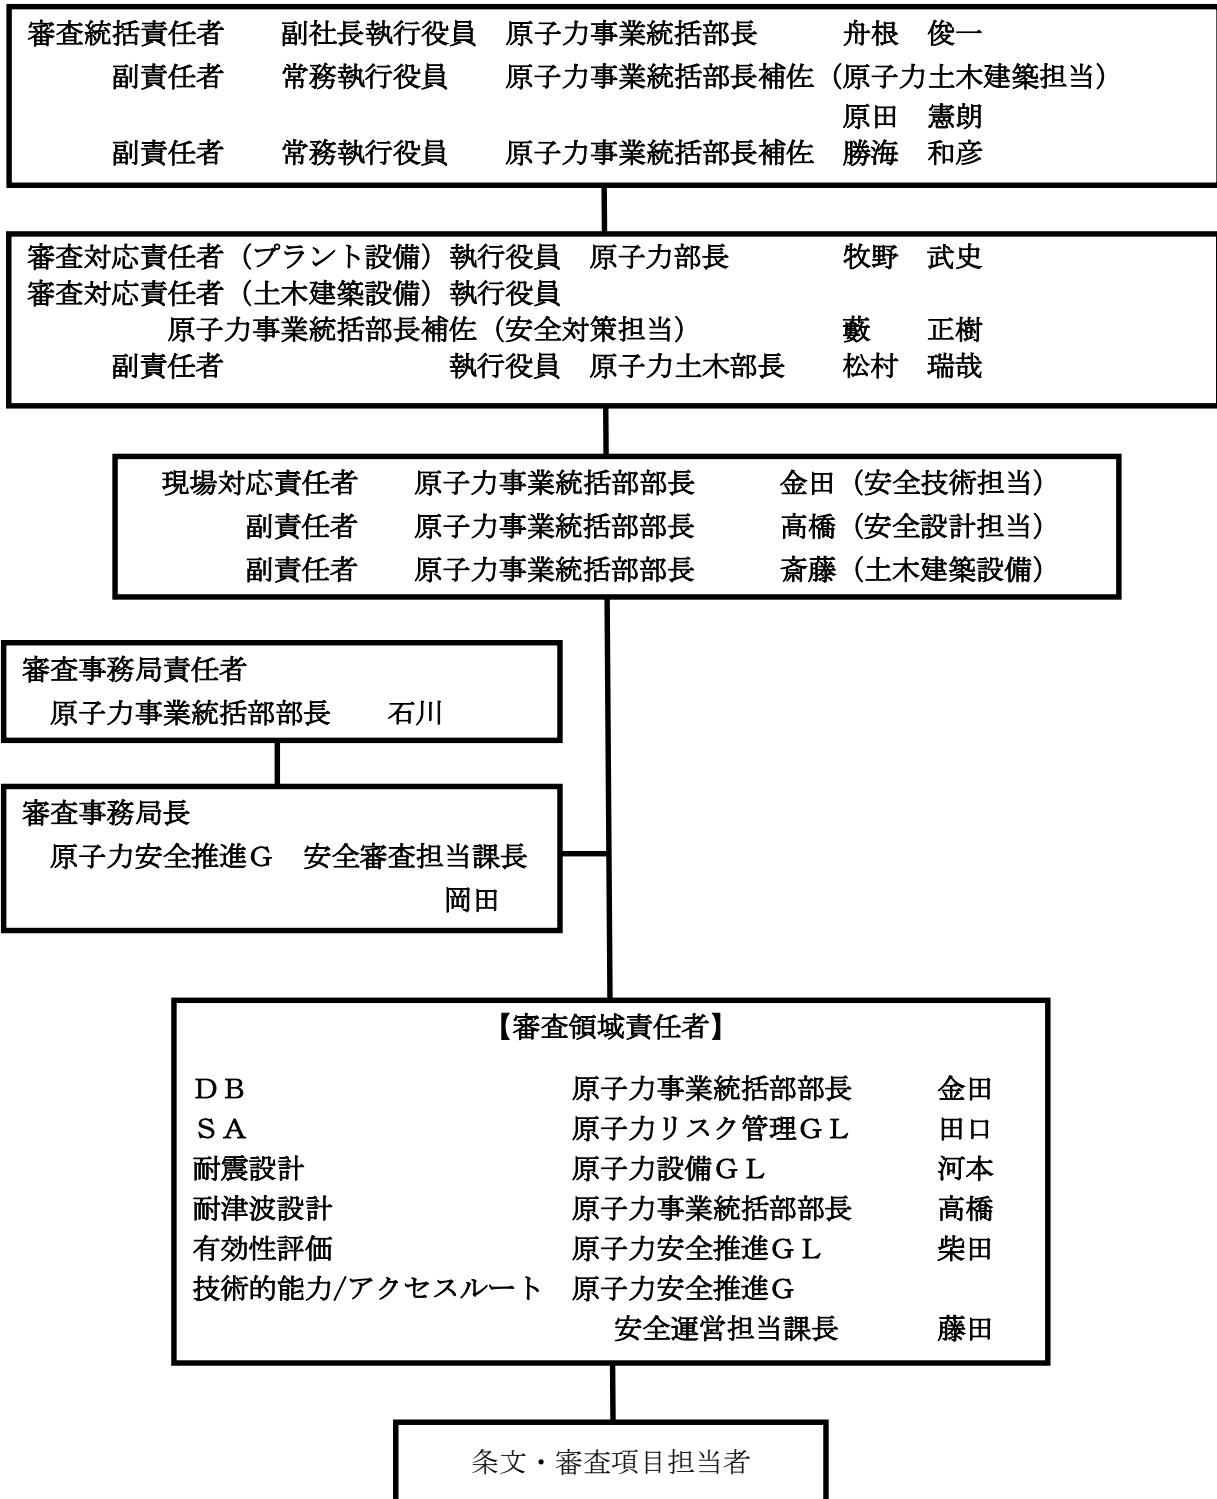 審査統括責任者　　副社長執行役員　原子力事業統括部長　　　舟根　俊一
副責任者　　常務執行役員　　原子力事業統括部長補佐（原子力土木建築担当）
原田　憲朗
副責任者　　常務執行役員　　原子力事業統括部長補佐　勝海　和彦
審査対応責任者（プラント設備）執行役員　原子力部長　　　　牧野　武史
審査対応責任者（土木建築設備）執行役員
原子力事業統括部長補佐（安全対策担当）　　　　　藪　　正樹
副責任者　　　　　　　　執行役員　原子力土木部長　　松村　瑞哉
現場対応責任者　　原子力事業統括部部長　　　金田（安全技術担当）
副責任者　　原子力事業統括部部長　　　高橋（安全設計担当）
副責任者　　原子力事業統括部部長　　　斎藤（土木建築設備）
審査事務局責任者
原子力事業統括部部長　　石川
審査事務局長
原子力安全推進Ｇ　安全審査担当課長
岡田
【審査領域責任者】
ＤＢ　　　　　　　　　　　　原子力事業統括部部長　　　金田
ＳＡ　　　　　　　　　　　　原子力リスク管理ＧＬ　　　田口
耐震設計　　　　　　　　　　原子力設備ＧＬ　　　　　　河本
耐津波設計　　　　　　　　　原子力事業統括部部長　　　高橋
有効性評価　　　　　　　　　原子力安全推進ＧＬ　　　　柴田
技術的能力/アクセスルート　原子力安全推進Ｇ
安全運営担当課長　　　藤田
条文・審査項目担当者